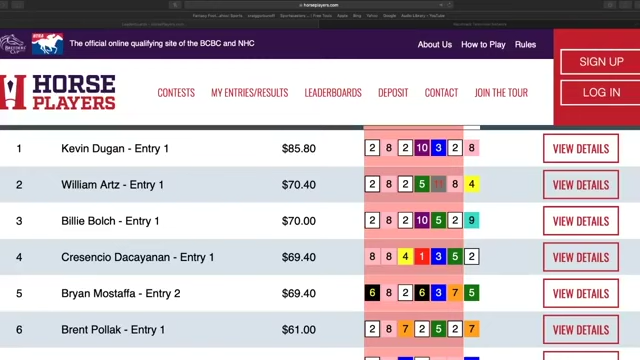 horseplayers.com
BREEDERS'
NTRA
The official online qualifying site of the BCBC and NHC
About Us How to Play Rules
SIGN UP
LOG IN
HORSE
PLAYERS
CONTESTS MY ENTRIES/RESULTS LEADERBOARDS DEPOSIT CONTACT JOIN THE TOUR
1 Kevin Dugan - Entry 1 $85.80 2 8 2 10 3 2 8 VIEW DETAILS
2 William Artz - Entry 1 $70.40 2 8 2 5 11 8 4 VIEW DETAILS
3 Billie Bolch - Entry 1 $70.00 2 8 2 10 5 2 9 VIEW DETAILS
4 Cresencio Dacayanan - Entry 1 $69.40 8 8 4 1 3 5 2 VIEW DETAILS
5 Bryan Mostaffa - Entry 2 $69.40 6 8 2 6 3 7 5 VIEW DETAILS
6 Brent Pollak - Entry 1 $61.00 2 8 7 2 5 2 7 VIEW DETAILS